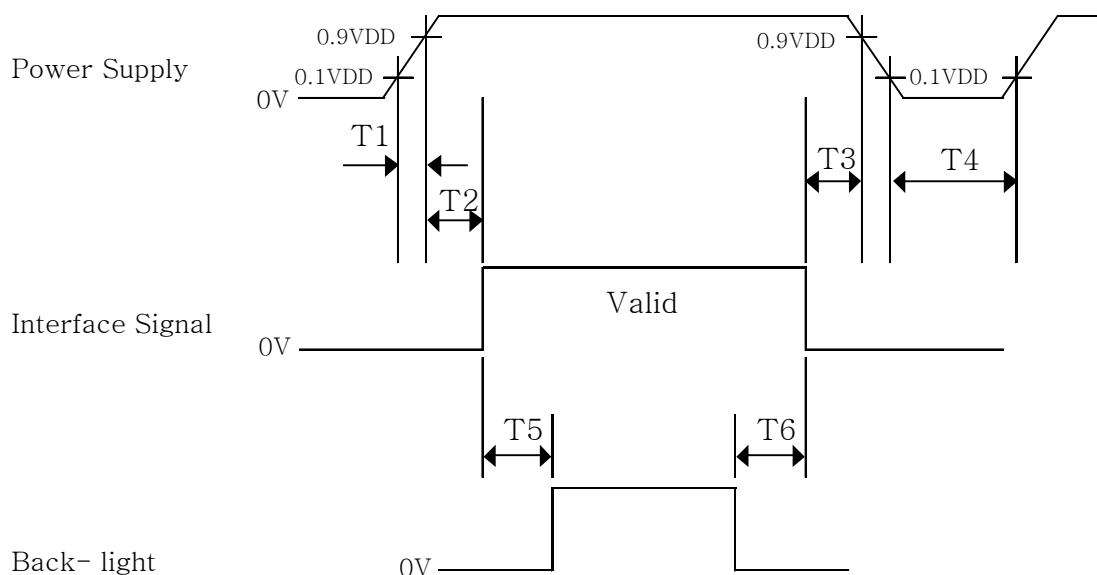 0.9VDD
0.9VDD
Power Supply
0.1VDD
0.1VDD
0V
T1
T3
T4
T2
Valid
Interface Signal
0V
T5
T6
Back- light
0V